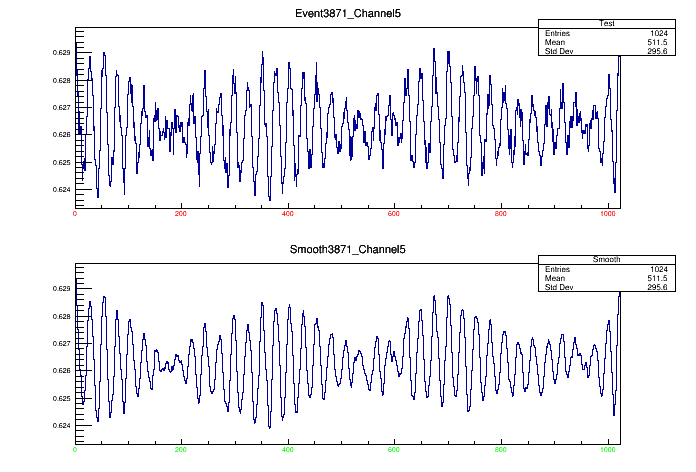 Event3871_Channel5
Test
Entries 1024
Mean 511.5
Std Dev 295.6
0.629
0.628
0.627
0.626
0.625
0.624
0 200 400 600 800 1000
Smooth3871_Channel5
Smooth
Entries 1024
Mean 511.5
Std Dev 295.6
0.629
0.628
0.627
0.626
0.625
0.624
0 200 400 600 800 1000